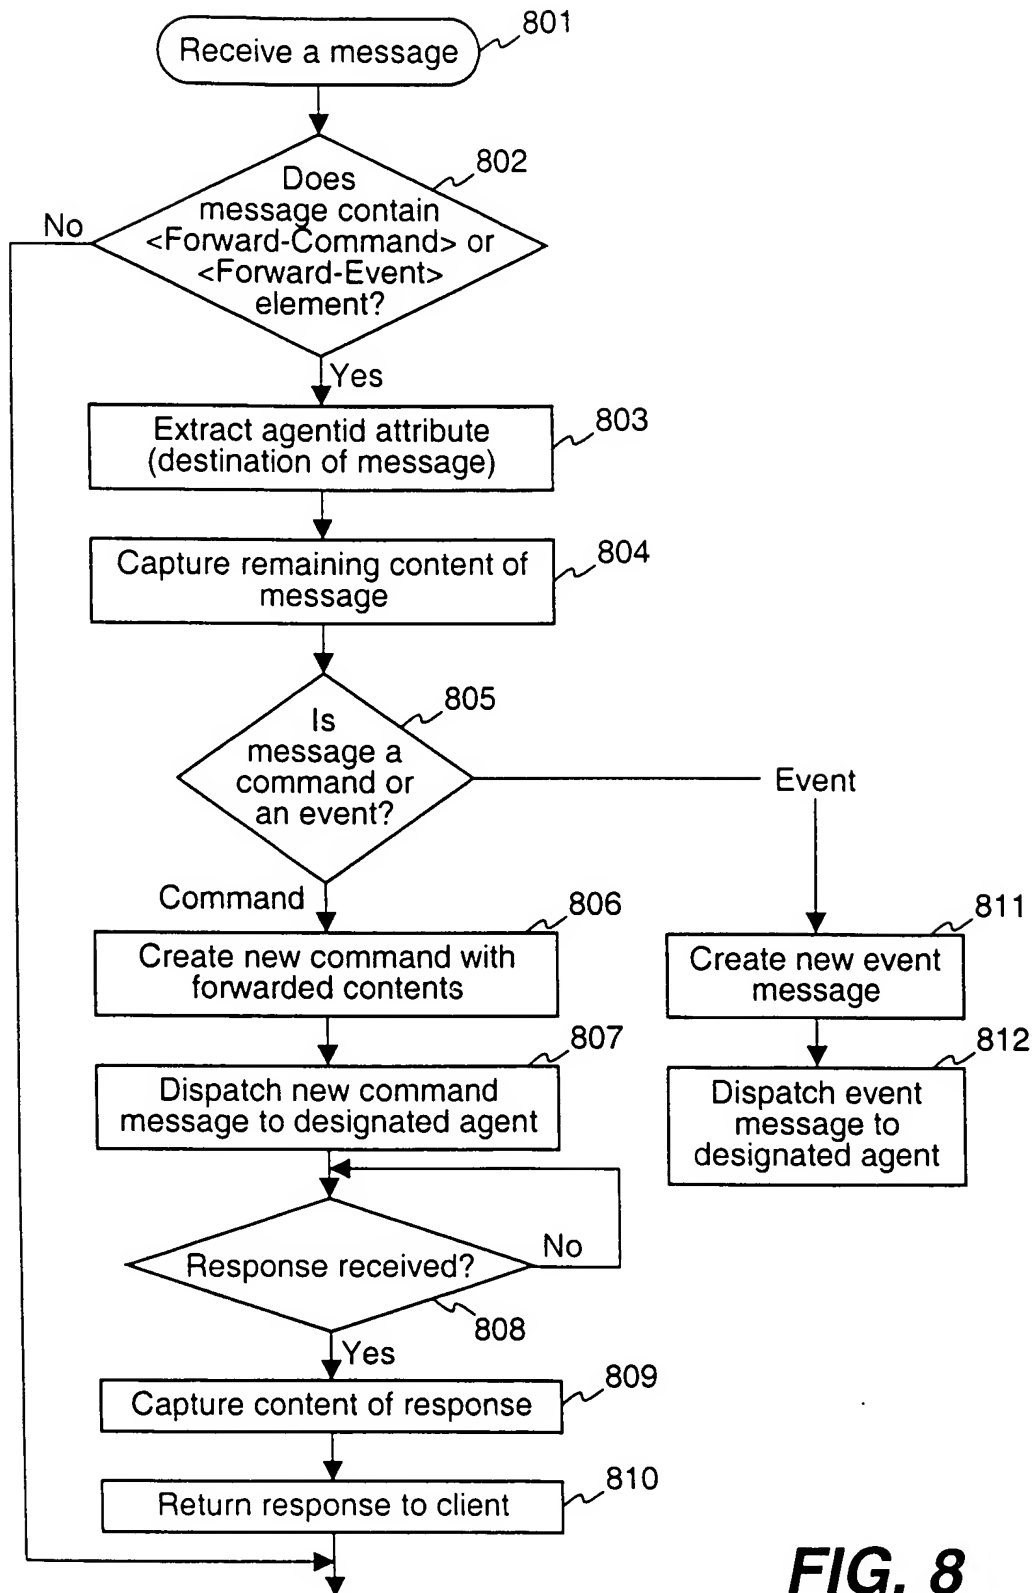 Receive a message
801
Does
message contain
<Forward-Command> or
<Forward-Event>
element?
802
No
Yes
Extract agentid attribute
(destination of message)
803
Capture remaining content of
message
804
Is
message a
command or
an event?
805
Event
Command
Create new command with
forwarded contents
806
Create new event
message
811
Dispatch new command
message to designated agent
807
Dispatch event
message to
designated agent
812
Response received?
No
808
Yes
Capture content of response
809
Return response to client
810
FIG. 8